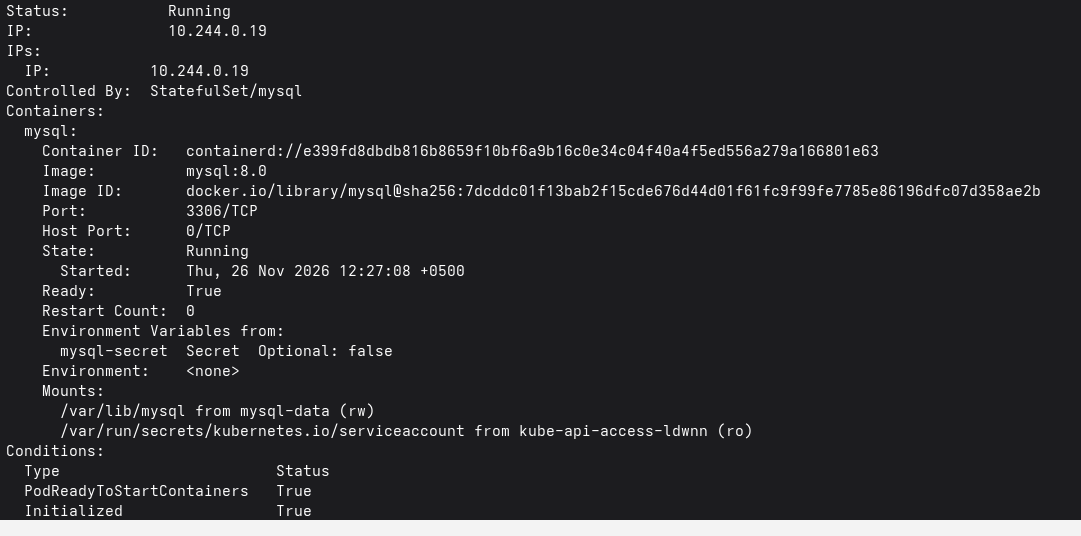 Status:           Running
IP:               10.244.0.19
IPs:
  IP:           10.244.0.19
Controlled By:  StatefulSet/mysql
Containers:
  mysql:
    Container ID:   containerd://e399fd8dbdb816b8659f10bf6a9b16c0e34c04f40a4f5ed556a279a166801e63
    Image:          mysql:8.0
    Image ID:       docker.io/library/mysql@sha256:7dcddc01f13bab2f15cde676d44d01f61fc9f99fe7785e86196dfc07d358ae2b
    Port:           3306/TCP
    Host Port:      0/TCP
    State:          Running
      Started:      Thu, 26 Nov 2026 12:27:08 +0500
    Ready:          True
    Restart Count:  0
    Environment Variables from:
      mysql-secret  Secret  Optional: false
    Environment:    <none>
    Mounts:
      /var/lib/mysql from mysql-data (rw)
      /var/run/secrets/kubernetes.io/serviceaccount from kube-api-access-ldwnn (ro)
Conditions:
  Type                        Status
  PodReadyToStartContainers   True
  Initialized                 True